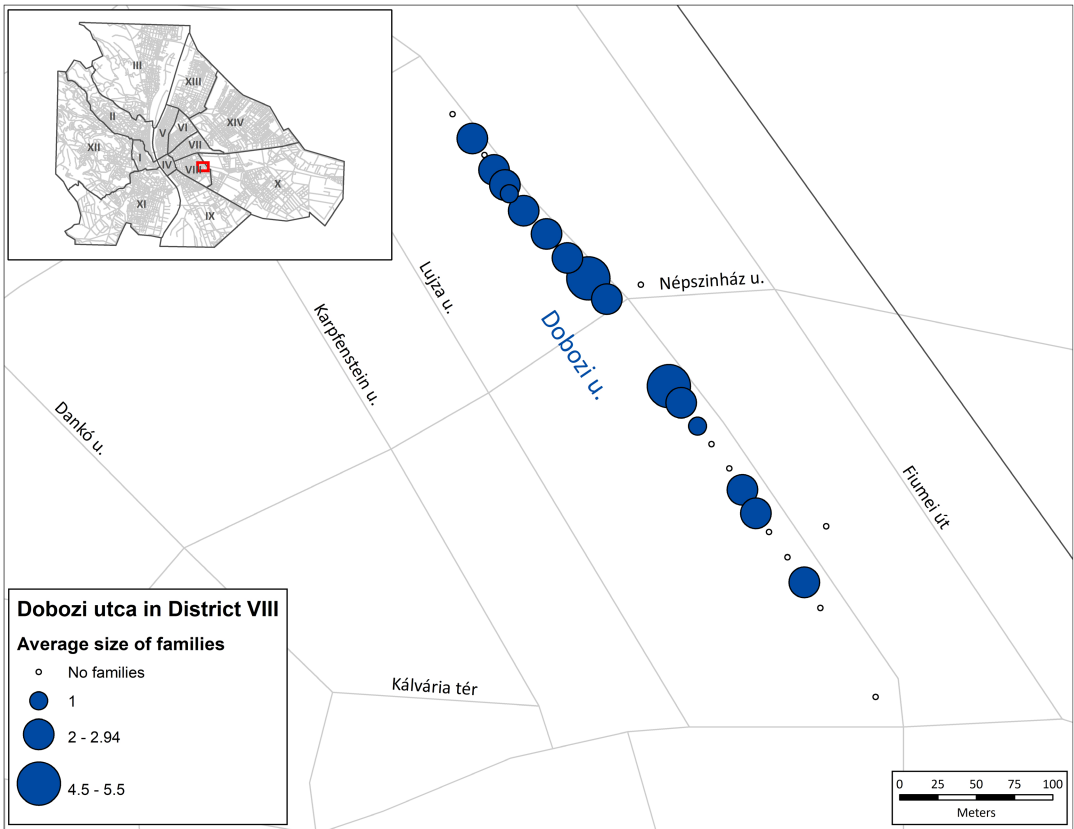 III
XIII
II
VI
XIV
V
XII
VII
I
IV
VIII
X
XI
IX
Népszinház u.
Lujza u.
Karpfenstein u.
Dobozi u.
Dankó u.
Fiumei út
Kálvária tér
Dobozi utca in District VIII
Average size of families
No families
1
2 - 2.94
4.5 - 5.5
0 25 50 75 100
Meters